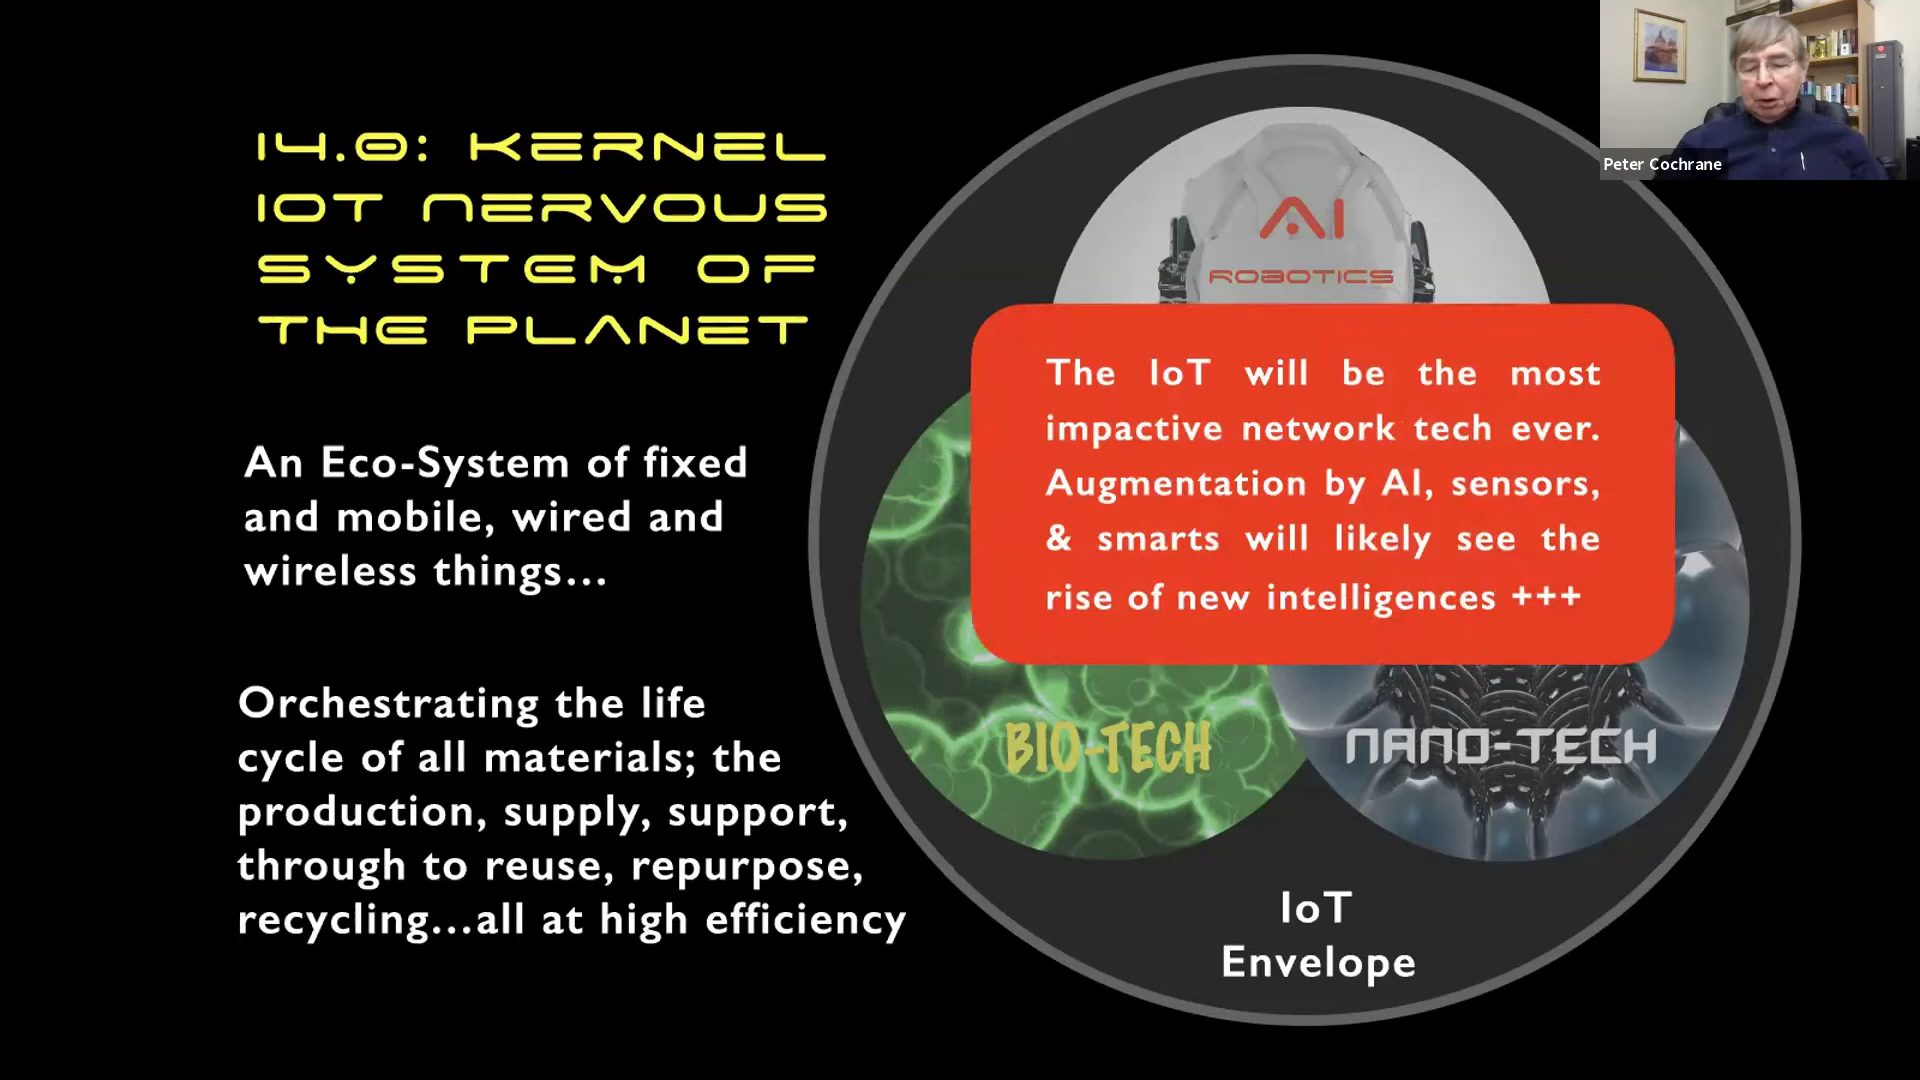 I4.0: KERNEL
IOT NERVOUS
SYSTEM OF
THE PLANET
An Eco-System of fixed
and mobile, wired and
wireless things...
Orchestrating the life
cycle of all materials; the
production, supply, support,
through to reuse, repurpose,
recycling...all at high efficiency
AI
ROBOTICS
The IoT will be the most
impactive network tech ever.
Augmentation by AI, sensors,
& smarts will likely see the
rise of new intelligences +++
BIO-TECH
NANO-TECH
IoT
Envelope
Peter Cochrane